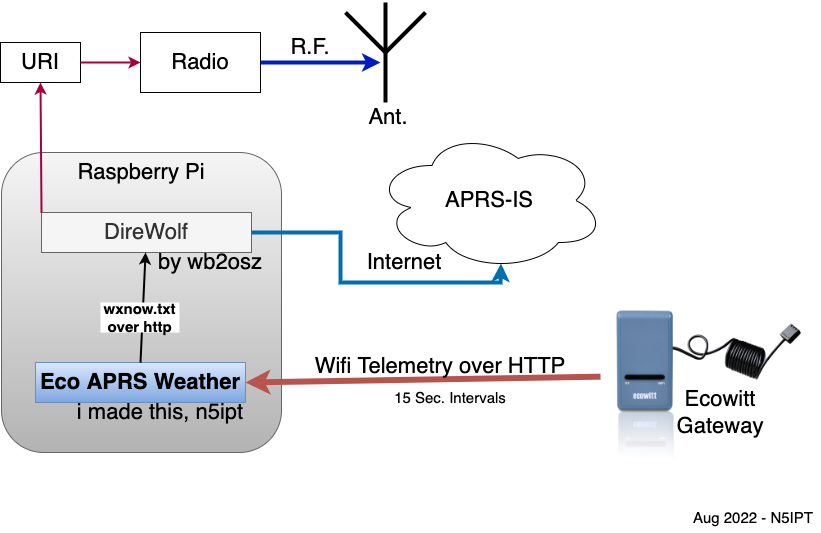 URI
Radio
R.F.
Ant.
Raspberry Pi
APRS-IS
DireWolf
by wb2osz
Internet
wxnow.txt
over http
Wifi Telemetry over HTTP
Eco APRS Weather
15 Sec. Intervals
i made this, n5ipt
ecowitt
Ecowitt
Gateway
Aug 2022 - N5IPT